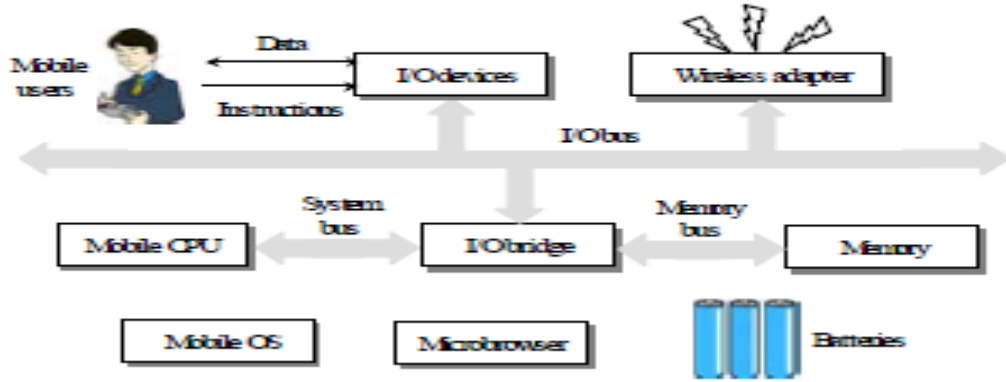 Data
Mobile
users
I/O devices
Wireless adapter
Instructions
I/O bus
System
bus
Memory
bus
Mobile CPU
I/O bridge
Memory
Mobile OS
Microbrowser
Batteries